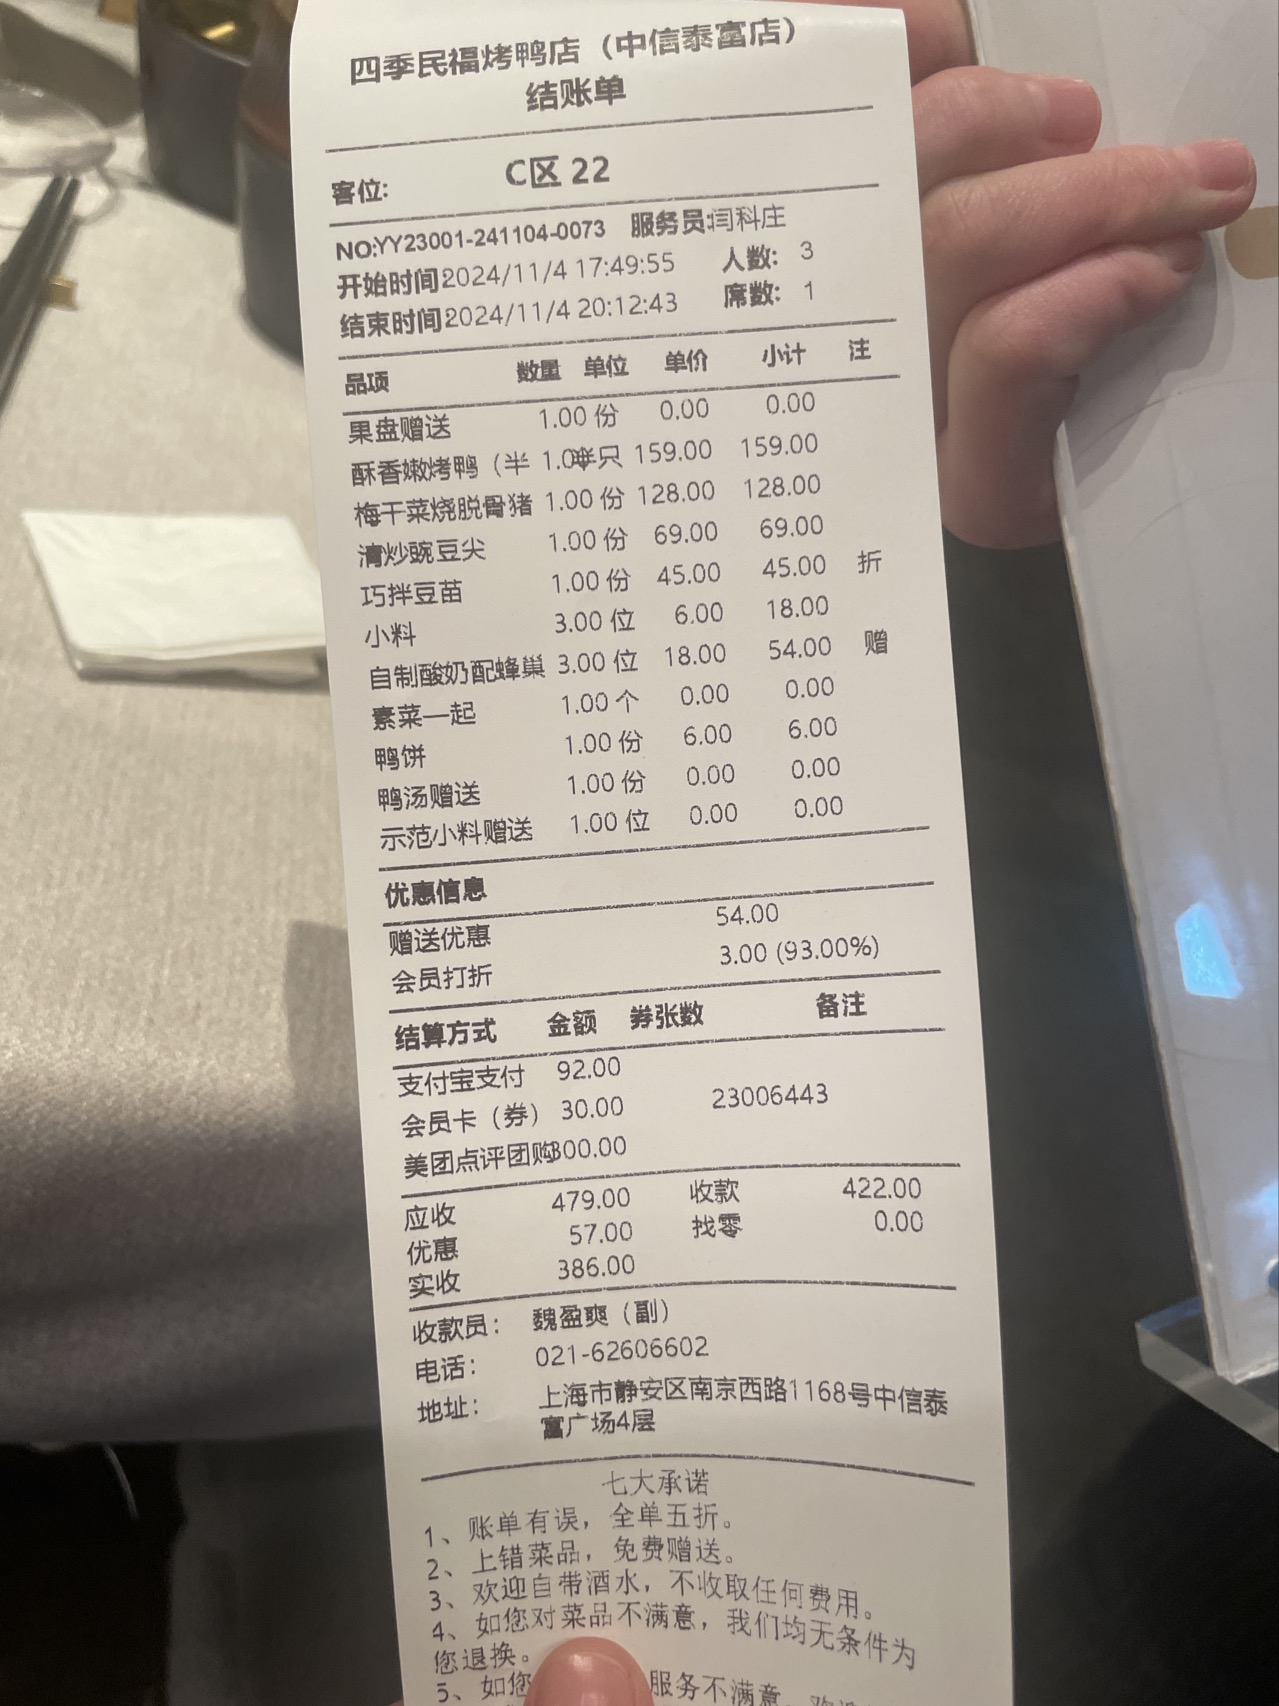 四季民福烤鸭店（中信泰富店）
结账单
客位: C区 22
NO:YY23001-241104-0073 服务员:闫科庄
开始时间2024/11/4 17:49:55 人数: 3
结束时间2024/11/4 20:12:43 席数: 1
品项 数量 单位 单价 小计 注
果盘赠送 1.00 份 0.00 0.00
酥香嫩烤鸭（半 1.00半只 159.00 159.00
梅干菜烧脱骨猪 1.00 份 128.00 128.00
清炒豌豆尖 1.00 份 69.00 69.00
巧拌豆苗 1.00 份 45.00 45.00 折
小料 3.00 位 6.00 18.00
自制酸奶配蜂巢 3.00 位 18.00 54.00 赠
素菜一起 1.00 个 0.00 0.00
鸭饼 1.00 份 6.00 6.00
鸭汤赠送 1.00 份 0.00 0.00
示范小料赠送 1.00 位 0.00 0.00
优惠信息
赠送优惠 54.00
会员打折 3.00 (93.00%)
结算方式 金额 券张数 备注
支付宝支付 92.00
会员卡（券） 30.00 23006443
美团点评团购300.00
应收 479.00 收款 422.00
优惠 57.00 找零 0.00
实收 386.00
收款员： 魏盈爽（副）
电话： 021-62606602
地址： 上海市静安区南京西路1168号中信泰
富广场4层
七大承诺
1、账单有误，全单五折。
2、上错菜品，免费赠送。
3、欢迎自带酒水，不收取任何费用。
4、如您对菜品不满意，我们均无条件为
您退换。
5、如您 服务不满意